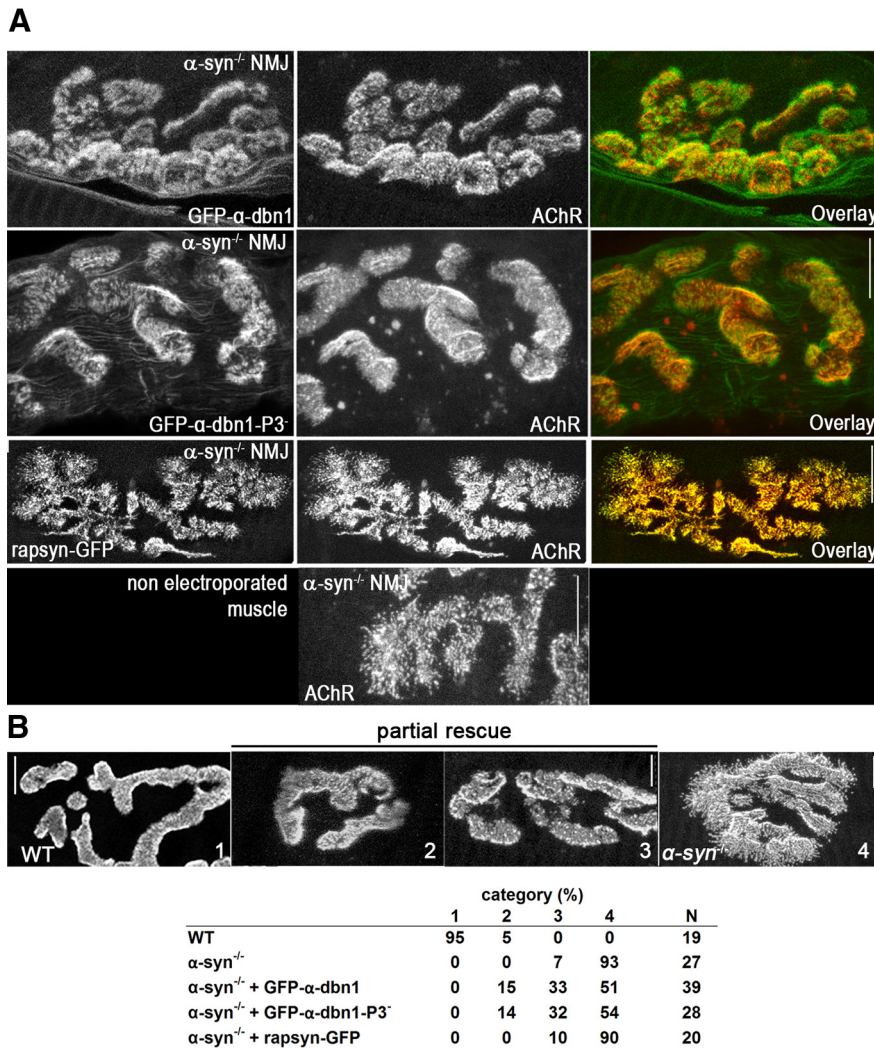 A
α-syn-/- NMJ
GFP-α-dbn1
AChR
Overlay
α-syn-/- NMJ
GFP-α-dbn1-P3-
AChR
Overlay
α-syn-/- NMJ
rapsyn-GFP
AChR
Overlay
non electroporated
muscle
α-syn-/- NMJ
AChR
B
partial rescue
WT 1
2
3
α-syn-/- 4
category (%)
1 2 3 4 N
WT 95 5 0 0 19
α-syn-/- 0 0 7 93 27
α-syn-/- + GFP-α-dbn1 0 15 33 51 39
α-syn-/- + GFP-α-dbn1-P3- 0 14 32 54 28
α-syn-/- + rapsyn-GFP 0 0 10 90 20